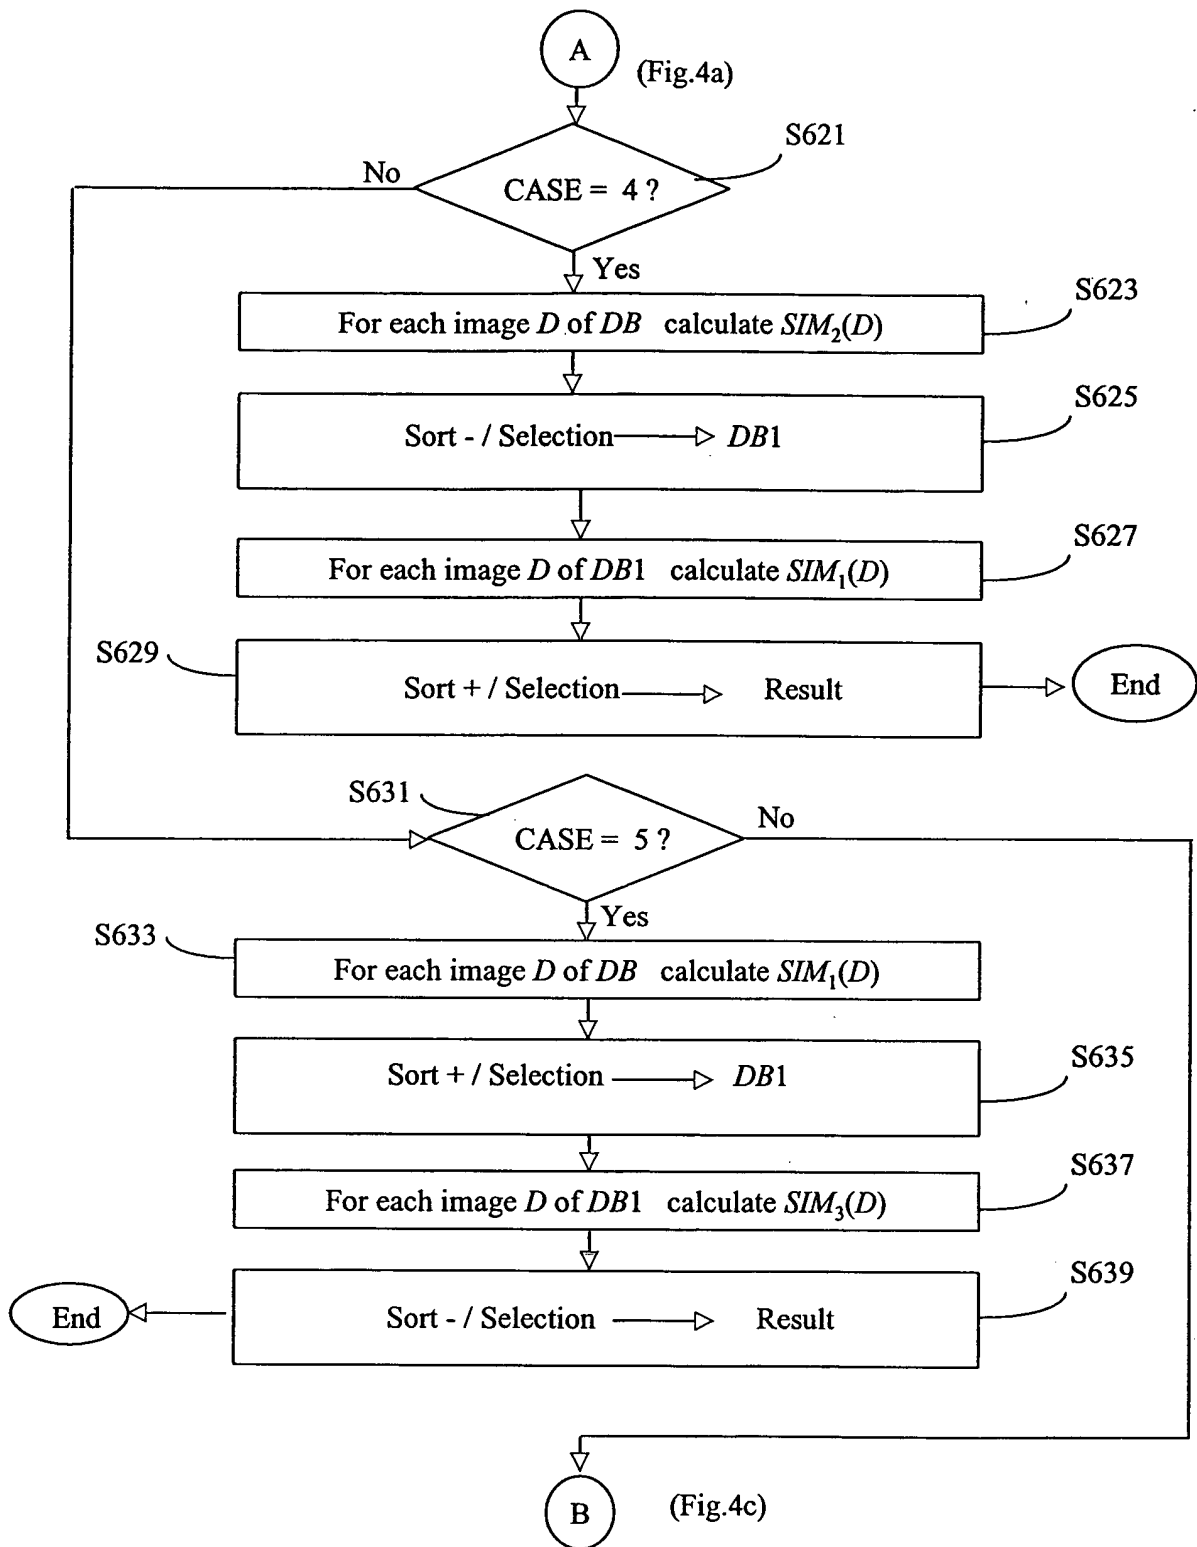 A
(Fig.4a)
S621
No
CASE = 4 ?
Yes
S623
For each image D of DB calculate SIM₂(D)
S625
Sort - / Selection DB1
S627
For each image D of DB1 calculate SIM₁(D)
S629
Sort + / Selection Result
End
S631
No
CASE = 5 ?
Yes
S633
For each image D of DB calculate SIM₁(D)
S635
Sort + / Selection DB1
S637
For each image D of DB1 calculate SIM₃(D)
S639
End
Sort - / Selection Result
B
(Fig.4c)